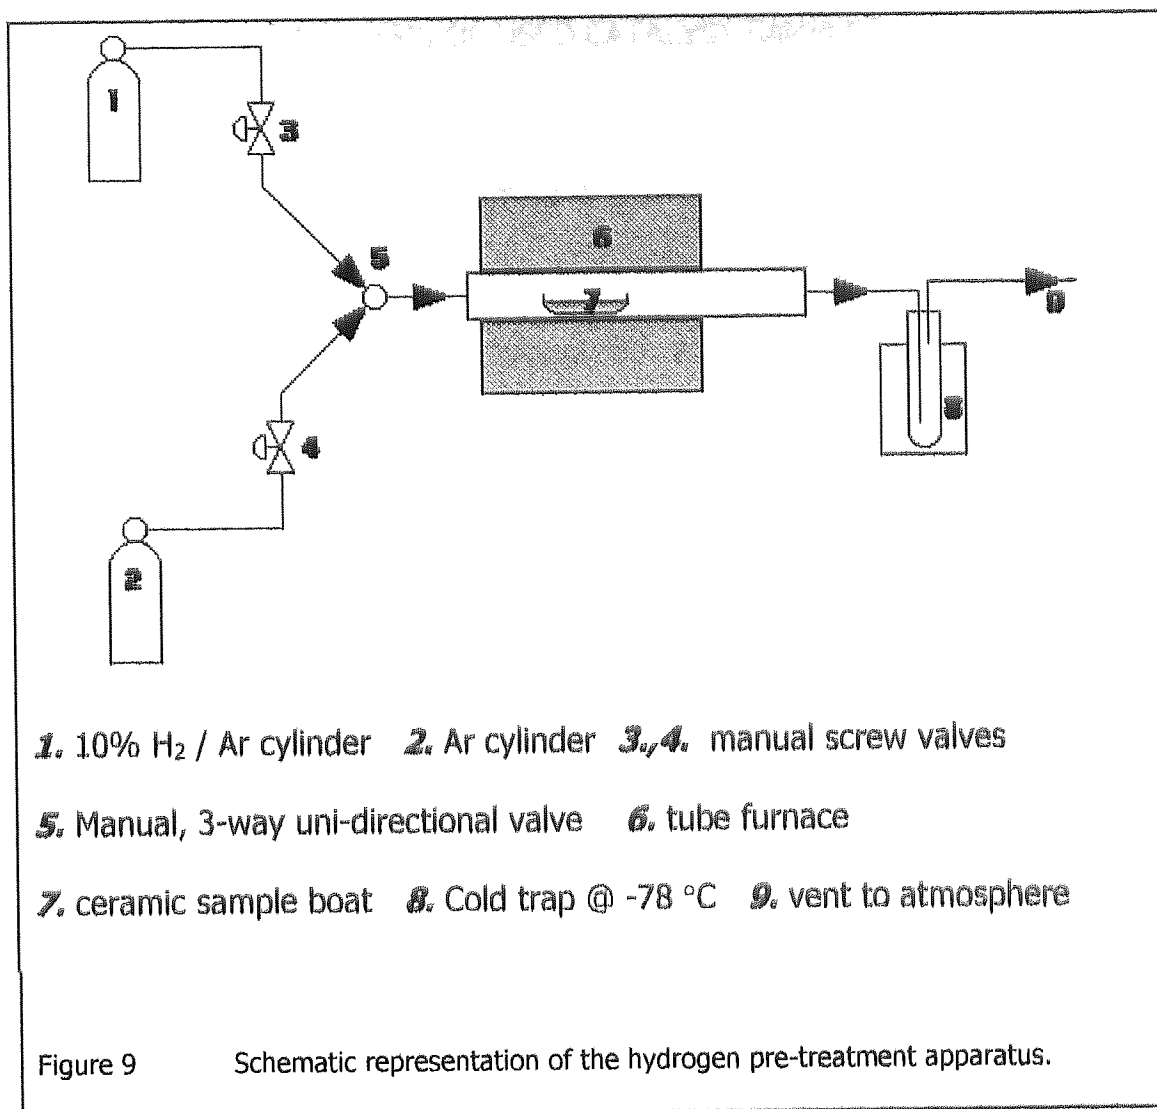 1
3
5
6
7
9
8
4
2
1. 10% H₂ / Ar cylinder 2. Ar cylinder 3.,4. manual screw valves
5. Manual, 3-way uni-directional valve 6. tube furnace
7. ceramic sample boat 8. Cold trap @ -78 °C 9. vent to atmosphere
Figure 9 Schematic representation of the hydrogen pre-treatment apparatus.